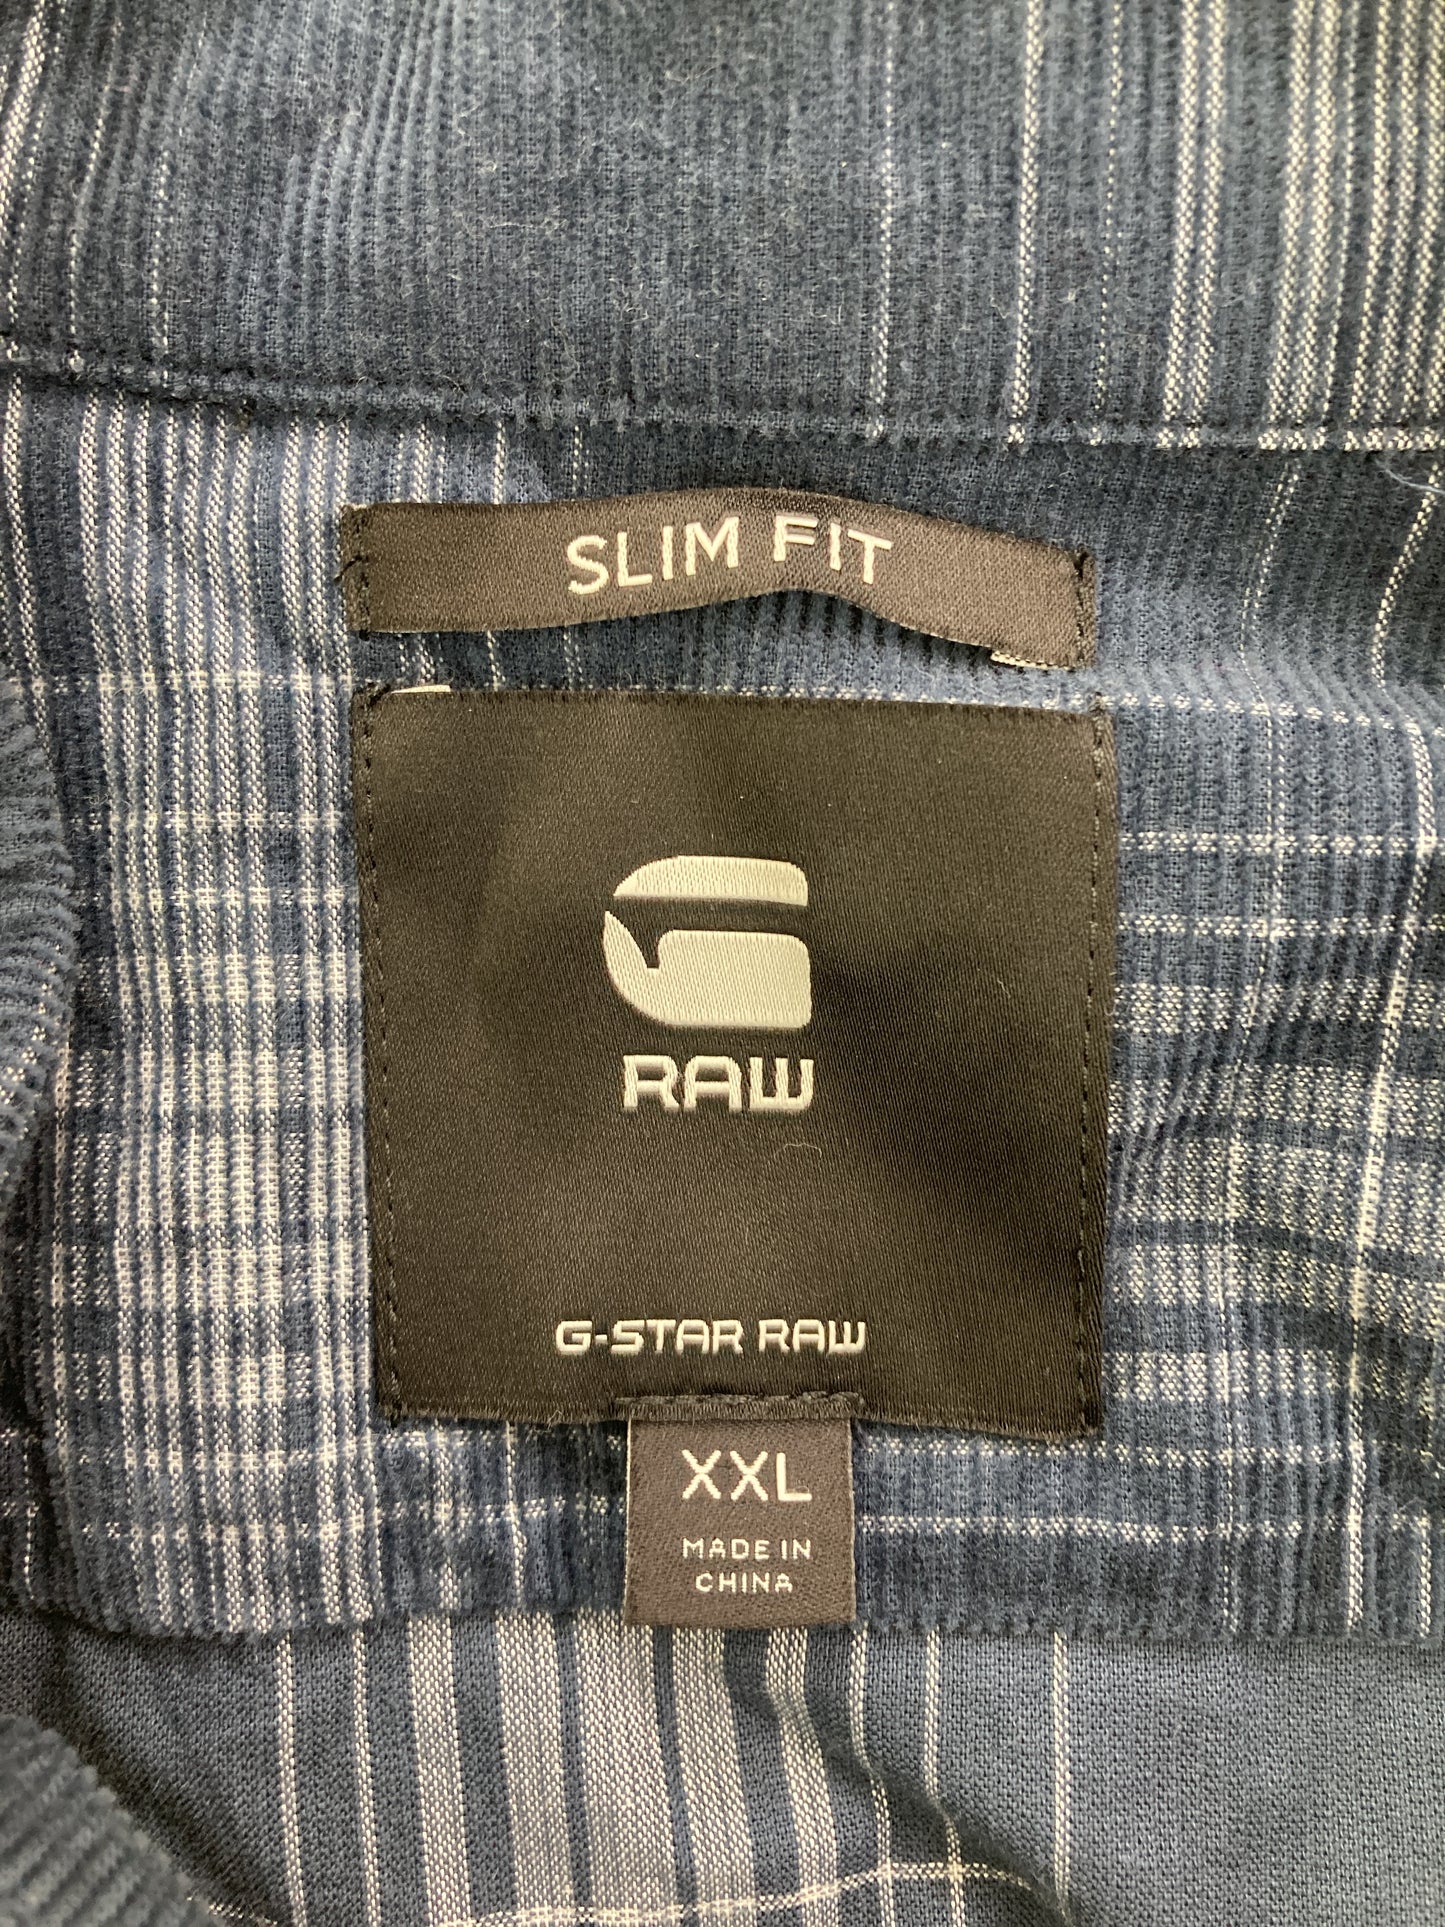 SLIM FIT
G
RAW
G-STAR RAW
XXL
MADE IN
CHINA